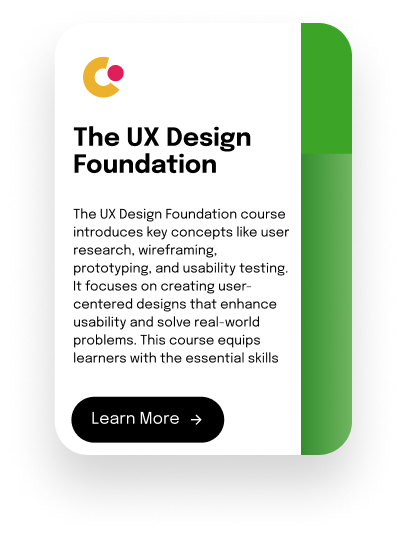 The UX Design
Foundation
The UX Design Foundation course
introduces key concepts like user
research, wireframing,
prototyping, and usability testing.
It focuses on creating user-
centered designs that enhance
usability and solve real-world
problems. This course equips
learners with the essential skills
Learn More →